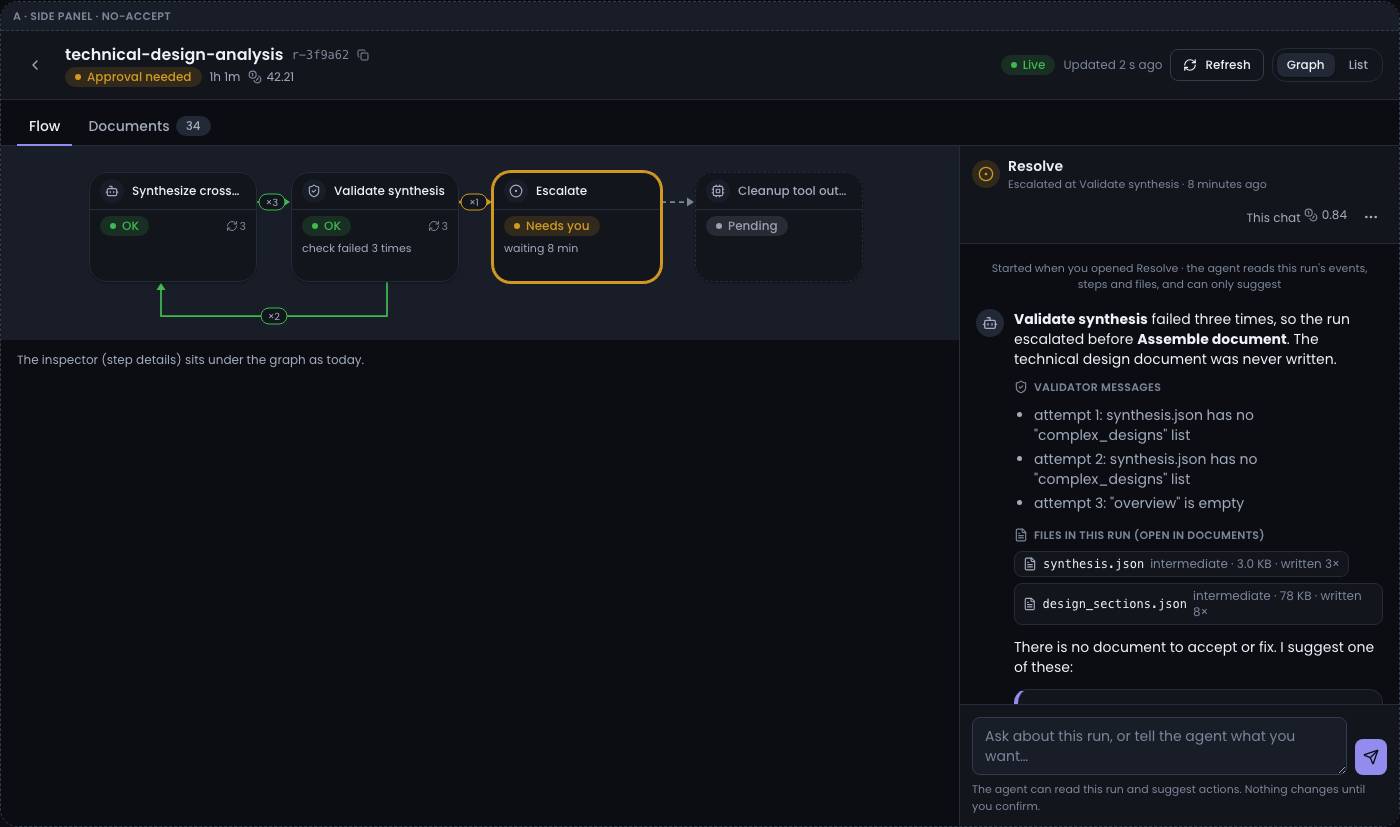 A · SIDE PANEL · NO-ACCEPT
technical-design-analysis r-3f9a62
Approval needed 1h 1m 42.21
Live Updated 2 s ago Refresh Graph List
Flow Documents 34
Synthesize cross…
OK 3
×3
Validate synthesis
OK 3
check failed 3 times
×1
Escalate
Needs you
waiting 8 min
Cleanup tool out…
Pending
×2
The inspector (step details) sits under the graph as today.
Resolve
Escalated at Validate synthesis · 8 minutes ago
This chat 0.84
Started when you opened Resolve · the agent reads this run's events,
steps and files, and can only suggest
Validate synthesis failed three times, so the run
escalated before Assemble document. The
technical design document was never written.
VALIDATOR MESSAGES
• attempt 1: synthesis.json has no
"complex_designs" list
• attempt 2: synthesis.json has no
"complex_designs" list
• attempt 3: "overview" is empty
FILES IN THIS RUN (OPEN IN DOCUMENTS)
synthesis.json intermediate · 3.0 KB · written 3×
design_sections.json intermediate · 78 KB · written
8×
There is no document to accept or fix. I suggest one
of these:
Ask about this run, or tell the agent what you
want…
The agent can read this run and suggest actions. Nothing changes until
you confirm.